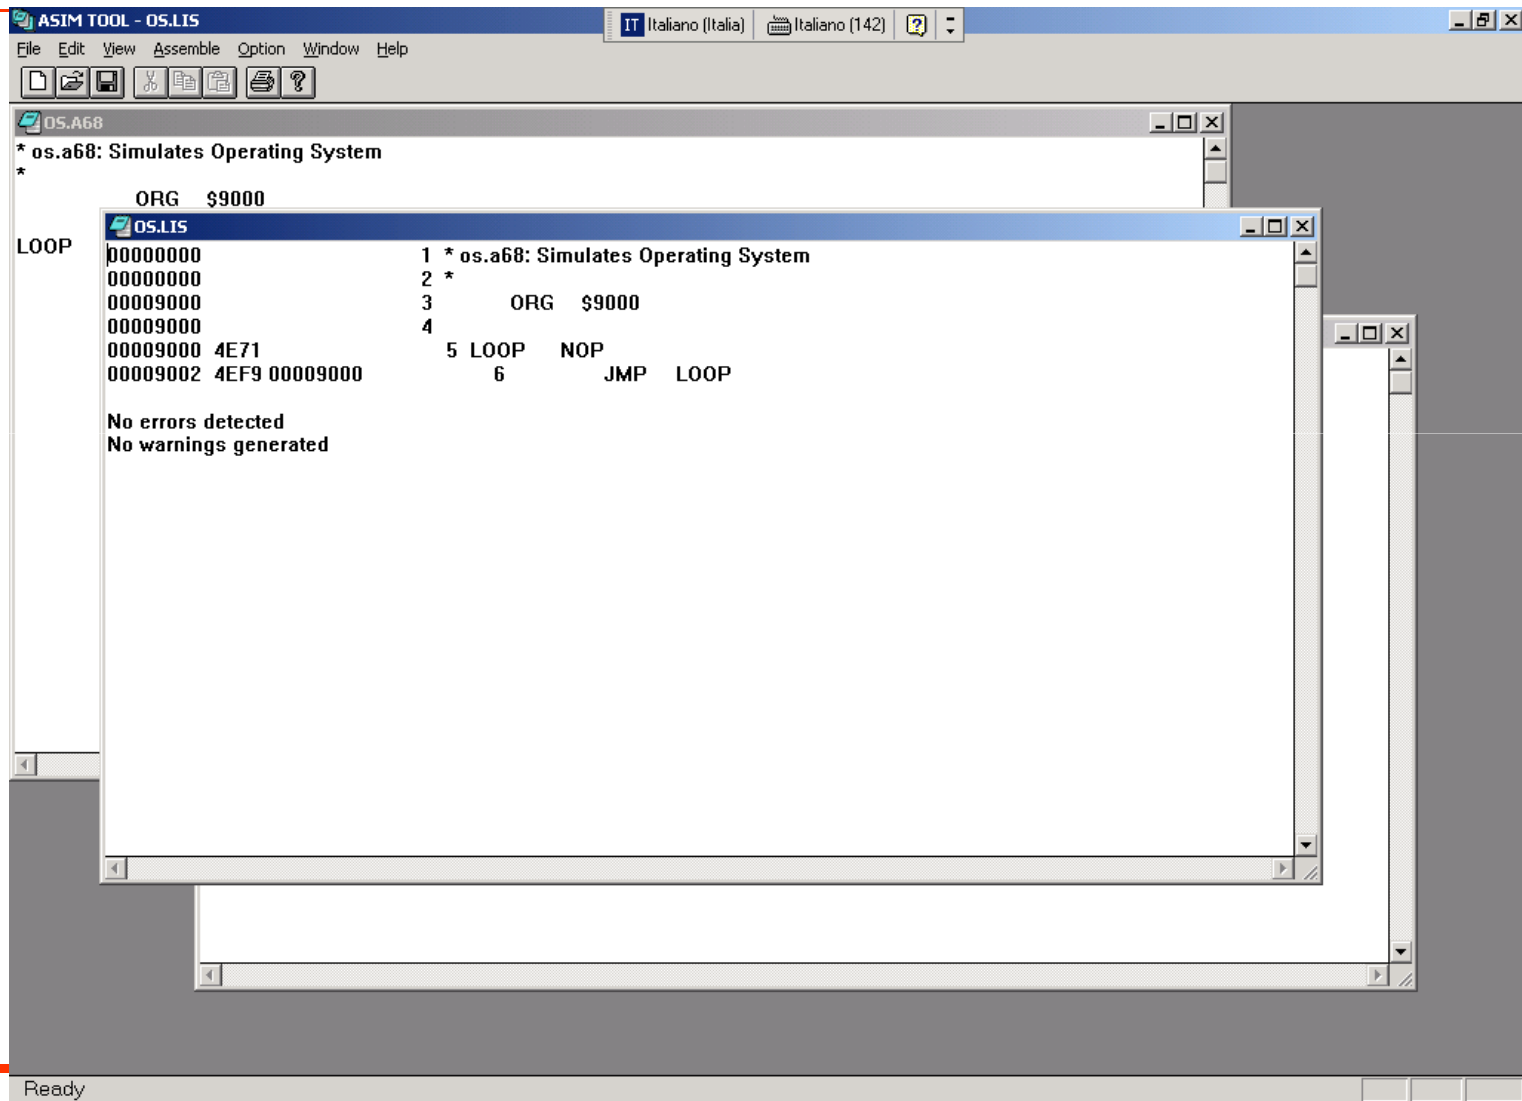 ASIM TOOL - OS.LIS
IT Italiano (Italia) Italiano (142)
File Edit View Assemble Option Window Help
OS.A68
* os.a68: Simulates Operating System
*
ORG $9000
LOOP
OS.LIS
00000000 1 * os.a68: Simulates Operating System
00000000 2 *
00009000 3 ORG $9000
00009000 4
00009000 4E71 5 LOOP NOP
00009002 4EF9 00009000 6 JMP LOOP
No errors detected
No warnings generated
Ready